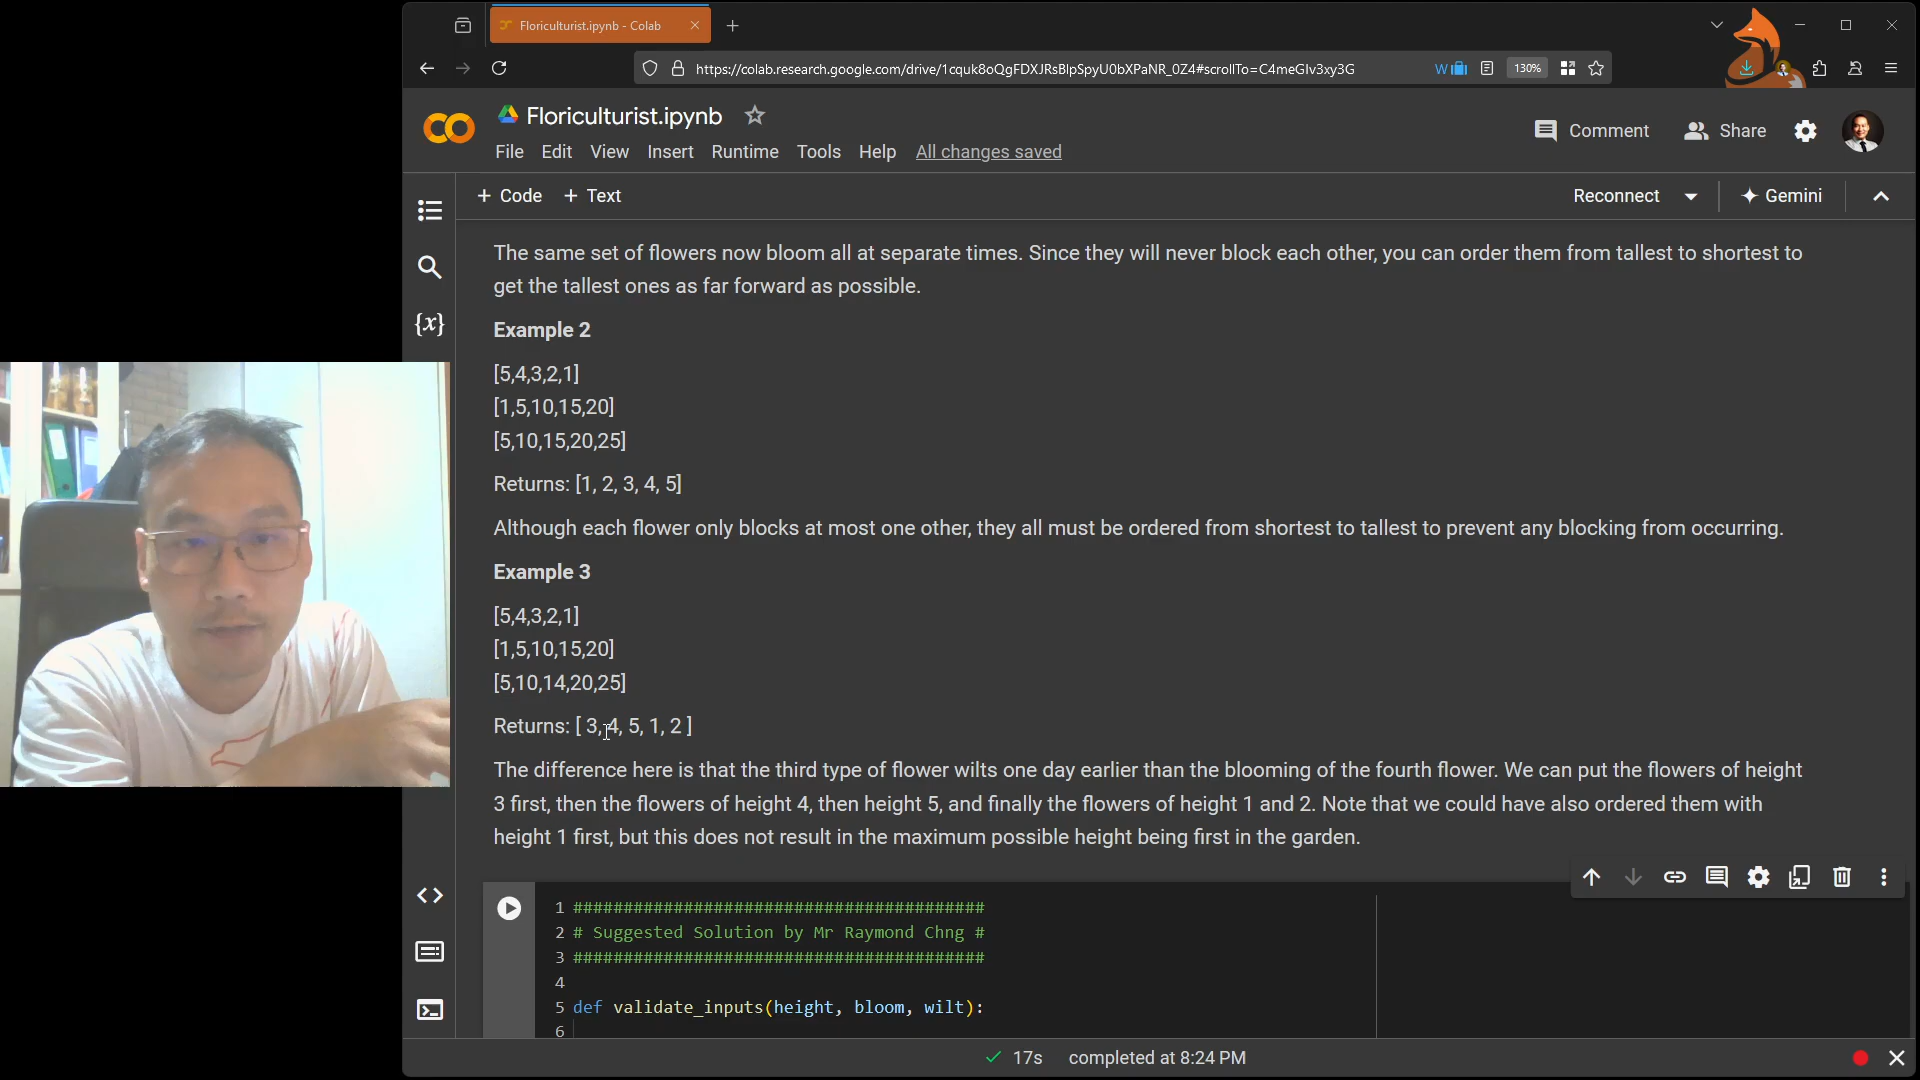 Floriculturist.ipynb - Colab
https://colab.research.google.com/drive/1cquk8oQgFDXJRsBlpSpyU0bXPaNR_0Z4#scrollTo=C4meGIv3xy3G
130%
Floriculturist.ipynb
Comment
Share
File Edit View Insert Runtime Tools Help All changes saved
+ Code + Text
Reconnect
Gemini
The same set of flowers now bloom all at separate times. Since they will never block each other, you can order them from tallest to shortest to
get the tallest ones as far forward as possible.
Example 2
[5,4,3,2,1]
[1,5,10,15,20]
[5,10,15,20,25]
Returns: [1, 2, 3, 4, 5]
Although each flower only blocks at most one other, they all must be ordered from shortest to tallest to prevent any blocking from occurring.
Example 3
[5,4,3,2,1]
[1,5,10,15,20]
[5,10,14,20,25]
Returns: [ 3, 4, 5, 1, 2 ]
The difference here is that the third type of flower wilts one day earlier than the blooming of the fourth flower. We can put the flowers of height
3 first, then the flowers of height 4, then height 5, and finally the flowers of height 1 and 2. Note that we could have also ordered them with
height 1 first, but this does not result in the maximum possible height being first in the garden.
1 #########################################
2 # Suggested Solution by Mr Raymond Chng #
3 #########################################
4
5 def validate_inputs(height, bloom, wilt):
6
17s completed at 8:24 PM